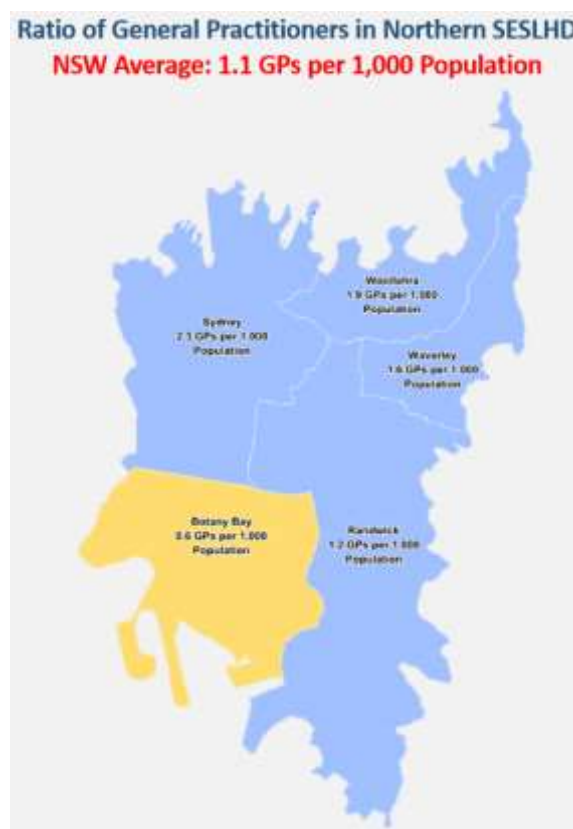 Ratio of General Practitioners in Northern SESLHD
NSW Average: 1.1 GPs per 1,000 Population
Woollahra
1.9 GPs per 1,000
Population
Sydney
GPs per 1,000
Population
Waverley
1.6 GPs per 1,000
Population
Botany Bay
0.6 GPs per 1,000
Population
Randwick
1.2 GPs per 1,000
Population